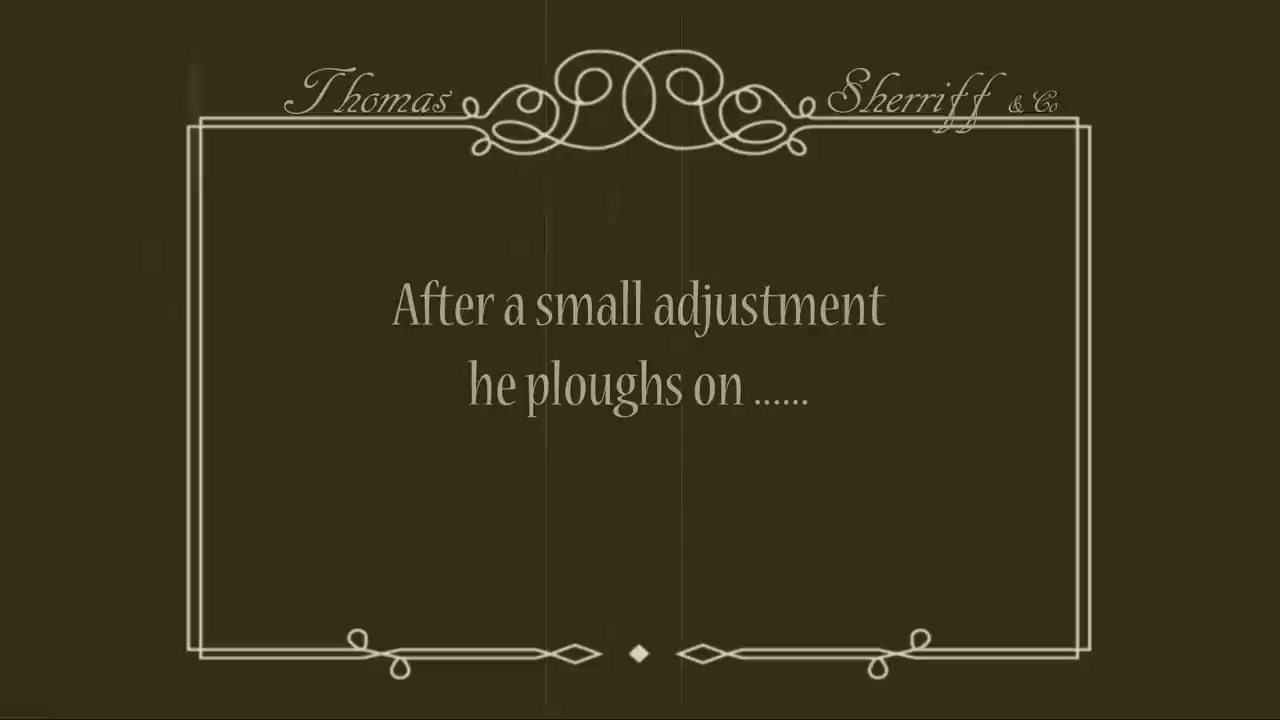 Thomas Sherriff & Co
After a small adjustment
he ploughs on ......